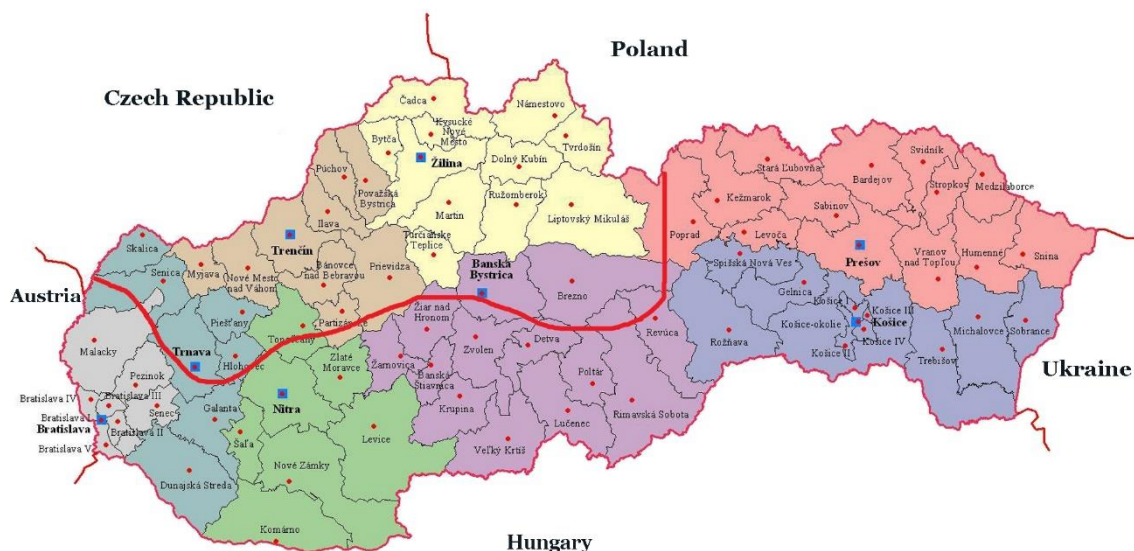 Poland
Czech Republic
Čadca
Námestovo
Kysucké
Nové
Mesto
Bytča
Tvrdošín
Žilina
Dolný Kubín
Svidník
Stará Ľubovňa
Bardejov
Medzilaborce
Púchov
Považská
Bystrica
Stropkov
Kežmarok
Ružomberok
Martin
Liptovský Mikuláš
Sabinov
Ilava
Turčianske
Teplice
Poprad
Levoča
Skalica
Trenčín
Prešov
Vranov
nad Topľou
Humenné
Snina
Senica
Myjava
Nové Mesto
nad Váhom
Bánovce
nad Bebravou
Prievidza
Banská
Bystrica
Spišská Nová Ves
Brezno
Gelnica
Austria
Piešťany
Partizánske
Žiar nad
Hronom
Košice I
Košice III
Košice
Košice IV
Košice-okolie
Košice II
Michalovce
Sobrance
Topoľčany
Revúca
Rožňava
Malacky
Trnava
Hlohovec
Zlaté
Moravce
Žarnovica
Zvolen
Detva
Trebišov
Ukraine
Pezinok
Banská
Štiavnica
Poltár
Bratislava IV
Bratislava III
Senec
Nitra
Krupina
Rimavská Sobota
Bratislava I
Bratislava
Bratislava II
Galanta
Šaľa
Levice
Lučenec
Bratislava V
Veľký Krtíš
Nové Zámky
Dunajská Streda
Komárno
Hungary